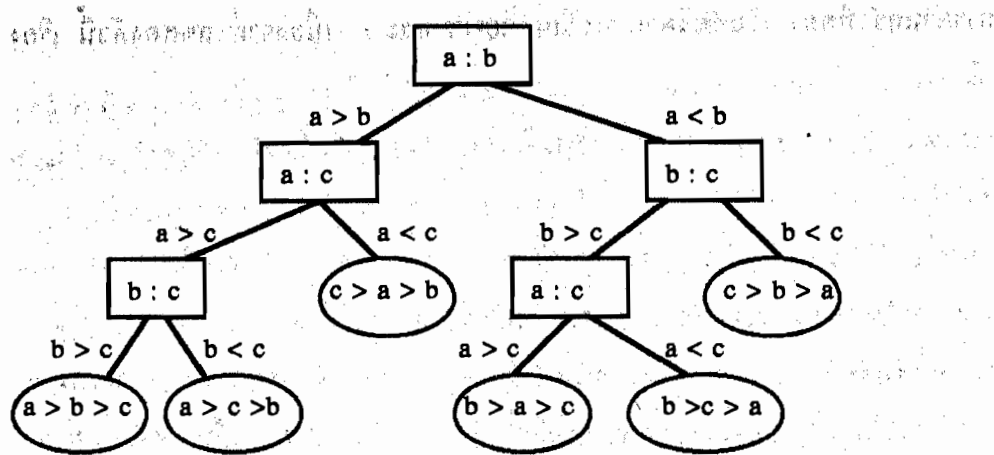 a : b
a > b a < b
a : c b : c
a > c a < c b > c b < c
b : c c > a > b a : c c > b > a
b > c b < c a > c a < c
a > b > c a > c >b b > a > c b >c > a